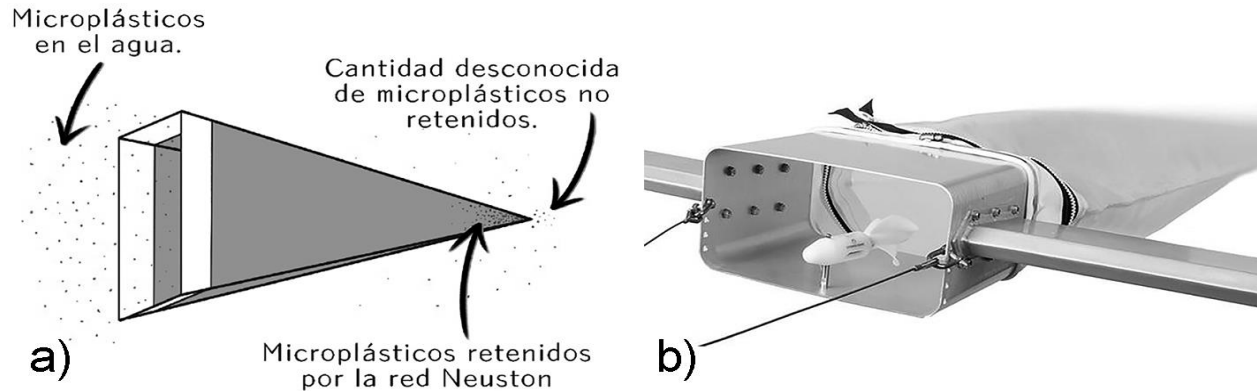 Microplásticos
en el agua.
Cantidad desconocida
de microplásticos no
retenidos.
Microplásticos retenidos
por la red Neuston
a)
b)